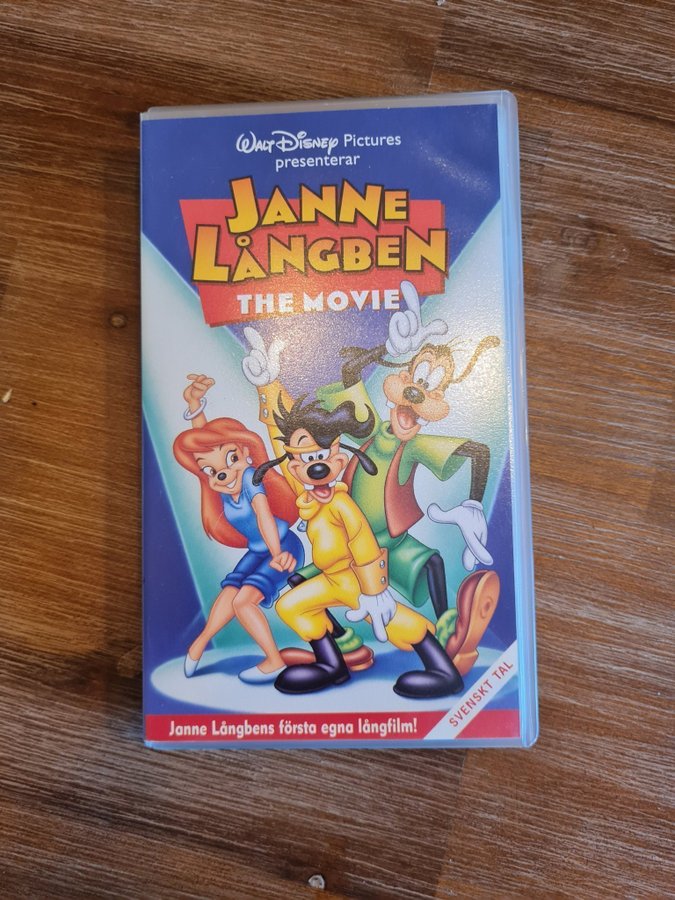 WALT DISNEY Pictures
presenterar
JANNE
LÅNGBEN
THE MOVIE
SVENSKT TAL
Janne Långbens första egna långfilm!